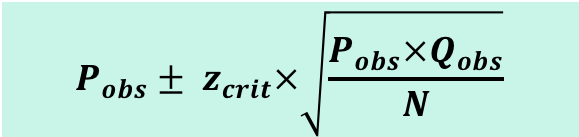 P_obs ± z_crit × √(P_obs × Q_obs / N)